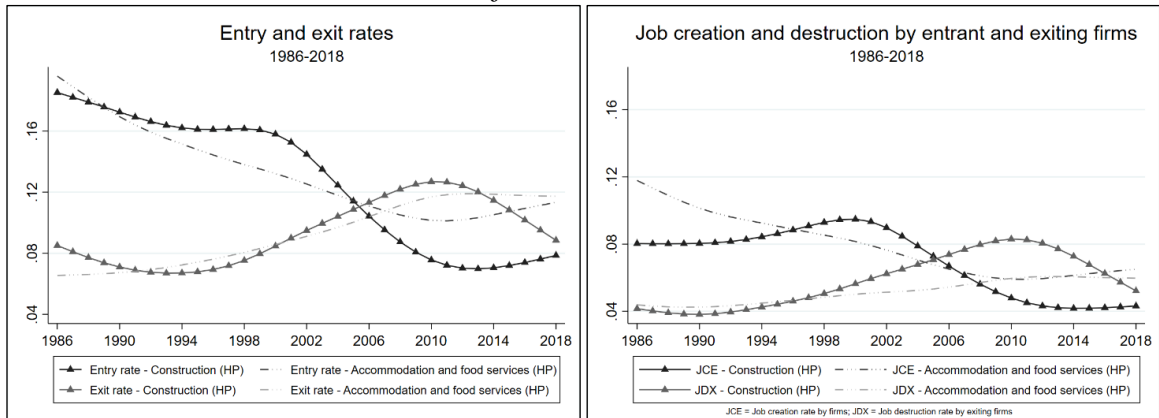 Entry and exit rates
1986-2018
.16
.12
.08
.04
1986 1990 1994 1998 2002 2006 2010 2014 2018
Entry rate - Construction (HP) Entry rate - Accommodation and food services (HP)
Exit rate - Construction (HP) Exit rate - Accommodation and food services (HP)
Job creation and destruction by entrant and exiting firms
1986-2018
.16
.12
.08
.04
1986 1990 1994 1998 2002 2006 2010 2014 2018
JCE - Construction (HP) JCE - Accommodation and food services (HP)
JDX - Construction (HP) JDX - Accommodation and food services (HP)
JCE = Job creation rate by firms; JDX = Job destruction rate by exiting firms